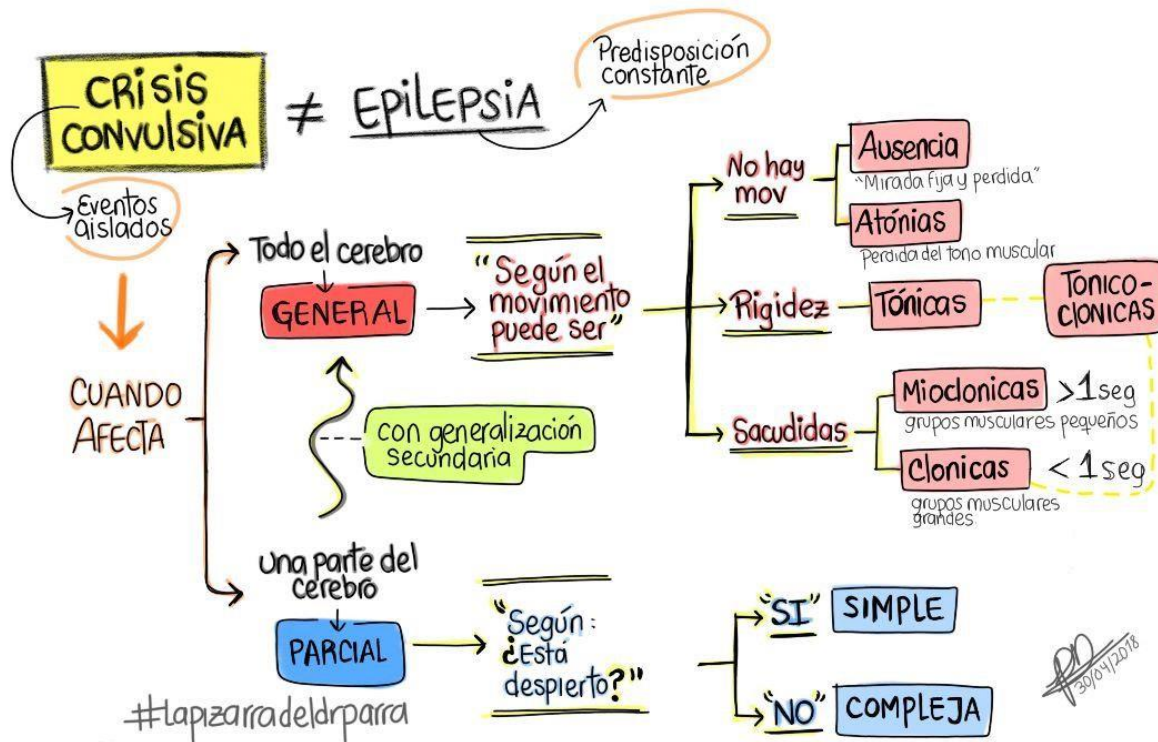 CRISIS
CONVULSIVA
≠ EPILEPSIA
Predisposición
constante
Eventos
aislados
CUANDO
AFECTA
Todo el cerebro
GENERAL
"Según el
movimiento
puede ser"
No hay
mov
Ausencia
"Mirada fija y perdida"
Atónias
Perdida del tono muscular
Rigidez
Tónicas
TONICO-
CLONICAS
Sacudidas
Mioclonicas >1seg
grupos musculares pequeños
Clonicas <1seg
grupos musculares
grandes
con generalización
secundaria
una parte del
cerebro
PARCIAL
"Según:
¿Está
despierto?"
"SI" SIMPLE
"NO" COMPLEJA
#Lapizarradeldrparra
30/04/2018